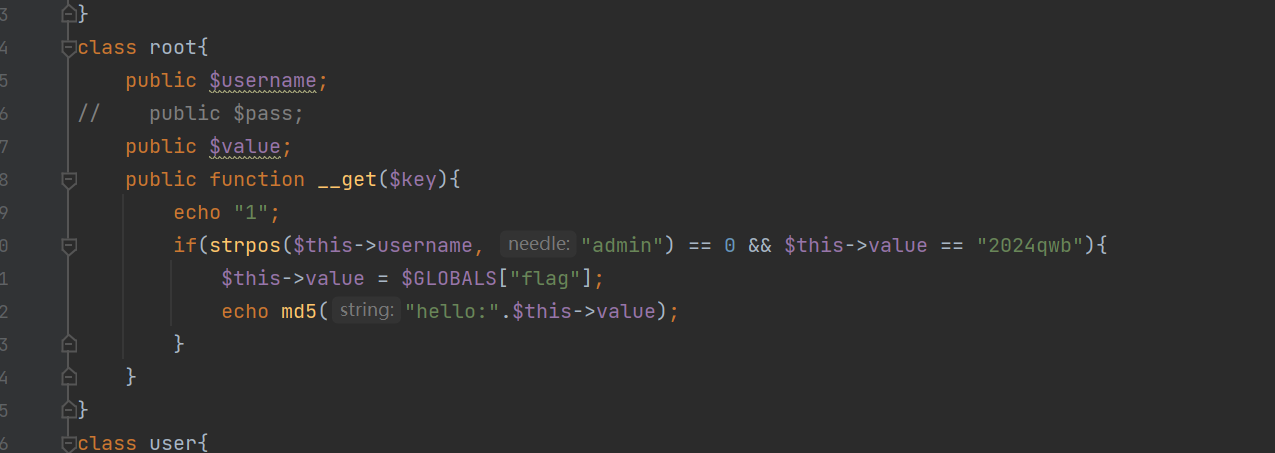 3 }
4 class root{
5 public $username;
6 // public $pass;
7 public $value;
8 public function __get($key){
9 echo "1";
0 if(strpos($this->username, needle: "admin") == 0 && $this->value == "2024qwb"){
1 $this->value = $GLOBALS["flag"];
2 echo md5( string: "hello:".$this->value);
3 }
4 }
5 }
6 class user{